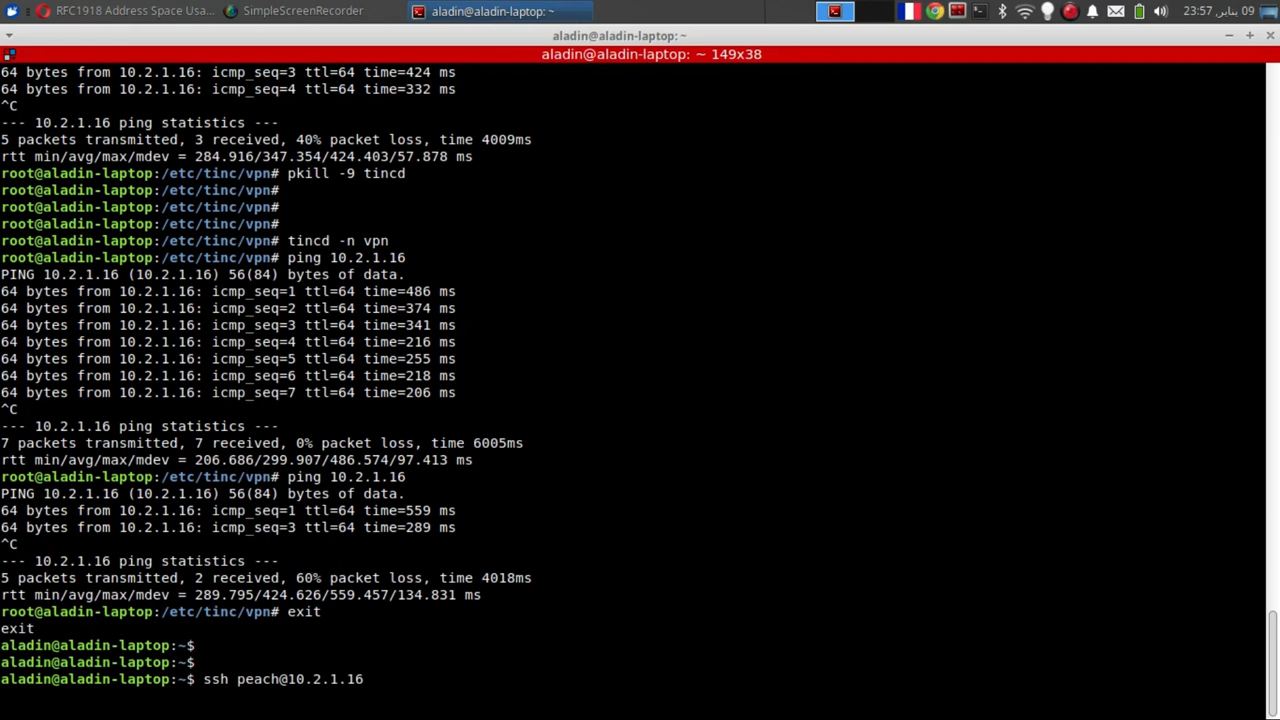 RFC1918 Address Space Usa...
SimpleScreenRecorder
aladin@aladin-laptop: ~
09 يناير, 23:57
aladin@aladin-laptop: ~
aladin@aladin-laptop: ~ 149x38
64 bytes from 10.2.1.16: icmp_seq=3 ttl=64 time=424 ms
64 bytes from 10.2.1.16: icmp_seq=4 ttl=64 time=332 ms
^C
--- 10.2.1.16 ping statistics ---
5 packets transmitted, 3 received, 40% packet loss, time 4009ms
rtt min/avg/max/mdev = 284.916/347.354/424.403/57.878 ms
root@aladin-laptop:/etc/tinc/vpn# pkill -9 tincd
root@aladin-laptop:/etc/tinc/vpn#
root@aladin-laptop:/etc/tinc/vpn#
root@aladin-laptop:/etc/tinc/vpn#
root@aladin-laptop:/etc/tinc/vpn# tincd -n vpn
root@aladin-laptop:/etc/tinc/vpn# ping 10.2.1.16
PING 10.2.1.16 (10.2.1.16) 56(84) bytes of data.
64 bytes from 10.2.1.16: icmp_seq=1 ttl=64 time=486 ms
64 bytes from 10.2.1.16: icmp_seq=2 ttl=64 time=374 ms
64 bytes from 10.2.1.16: icmp_seq=3 ttl=64 time=341 ms
64 bytes from 10.2.1.16: icmp_seq=4 ttl=64 time=216 ms
64 bytes from 10.2.1.16: icmp_seq=5 ttl=64 time=255 ms
64 bytes from 10.2.1.16: icmp_seq=6 ttl=64 time=218 ms
64 bytes from 10.2.1.16: icmp_seq=7 ttl=64 time=206 ms
^C
--- 10.2.1.16 ping statistics ---
7 packets transmitted, 7 received, 0% packet loss, time 6005ms
rtt min/avg/max/mdev = 206.686/299.907/486.574/97.413 ms
root@aladin-laptop:/etc/tinc/vpn# ping 10.2.1.16
PING 10.2.1.16 (10.2.1.16) 56(84) bytes of data.
64 bytes from 10.2.1.16: icmp_seq=1 ttl=64 time=559 ms
64 bytes from 10.2.1.16: icmp_seq=3 ttl=64 time=289 ms
^C
--- 10.2.1.16 ping statistics ---
5 packets transmitted, 2 received, 60% packet loss, time 4018ms
rtt min/avg/max/mdev = 289.795/424.626/559.457/134.831 ms
root@aladin-laptop:/etc/tinc/vpn# exit
exit
aladin@aladin-laptop:~$
aladin@aladin-laptop:~$
aladin@aladin-laptop:~$ ssh peach@10.2.1.16